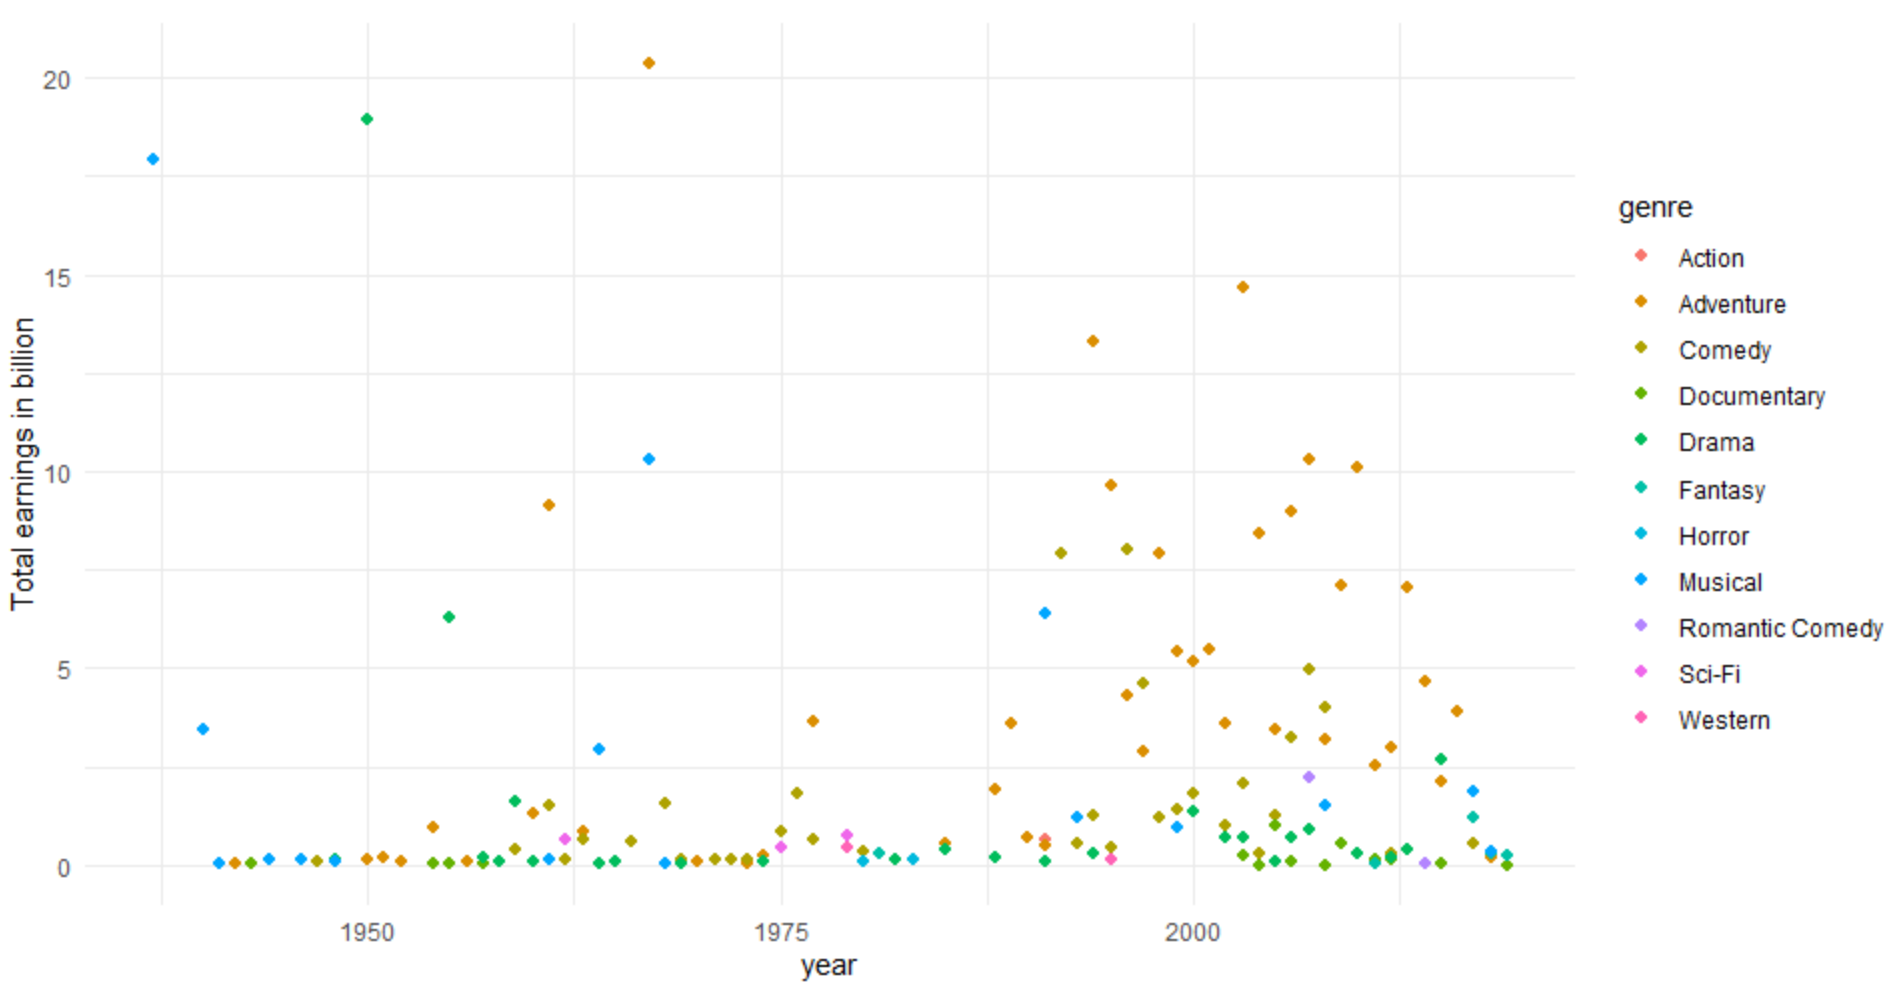 Total earnings in billion
20
15
10
5
0
1950
1975
2000
year
genre
Action
Adventure
Comedy
Documentary
Drama
Fantasy
Horror
Musical
Romantic Comedy
Sci-Fi
Western